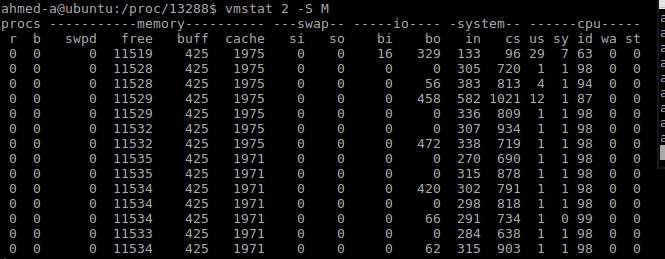 ahmed-a@ubuntu:/proc/13288$ vmstat 2 -S M
procs -----------memory---------- ---swap-- -----io---- -system-- ------cpu-----
 r  b   swpd   free   buff  cache   si   so    bi    bo   in   cs us sy id wa st
 0  0      0  11519    425   1975    0    0    16   329  133   96 29  7 63  0  0
 0  0      0  11528    425   1975    0    0     0     0  305  720  1  1 98  0  0
 0  0      0  11528    425   1975    0    0     0    56  383  813  4  1 94  0  0
 0  0      0  11529    425   1975    0    0     0   458  582 1021 12  1 87  0  0
 0  0      0  11529    425   1975    0    0     0     0  336  809  1  1 98  0  0
 0  0      0  11532    425   1975    0    0     0     0  307  934  1  1 98  0  0
 0  0      0  11532    425   1975    0    0     0   472  338  719  1  1 98  0  0
 0  0      0  11535    425   1971    0    0     0     0  270  690  1  1 98  0  0
 0  0      0  11535    425   1971    0    0     0     0  315  878  1  1 98  0  0
 0  0      0  11534    425   1971    0    0     0   420  302  791  1  1 98  0  0
 0  0      0  11534    425   1971    0    0     0     0  298  818  1  1 98  0  0
 0  0      0  11534    425   1971    0    0     0    66  291  734  1  0 99  0  0
 0  0      0  11533    425   1971    0    0     0     0  284  638  1  1 98  0  0
 0  0      0  11534    425   1971    0    0     0    62  315  903  1  1 98  0  0